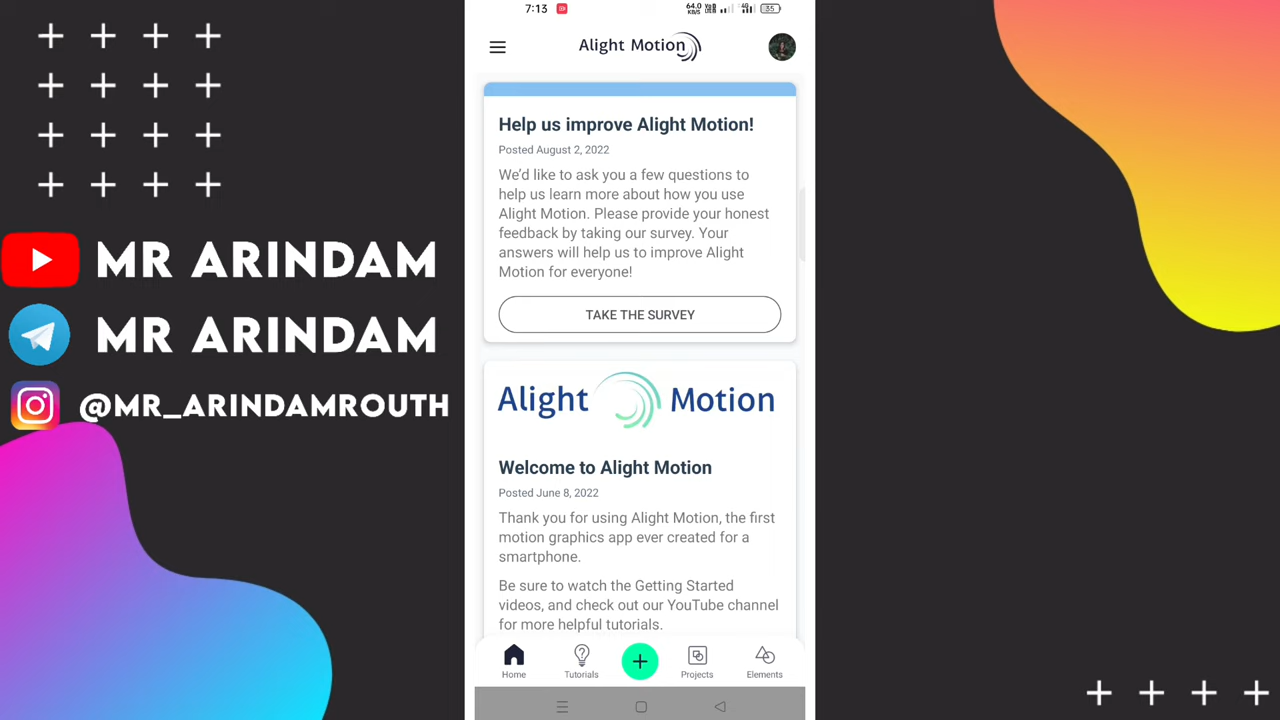 MR ARINDAM
MR ARINDAM
@MR_ARINDAMROUTH
7:13
64.0 KB/S
35
Alight Motion
Help us improve Alight Motion!
Posted August 2, 2022
We'd like to ask you a few questions to
help us learn more about how you use
Alight Motion. Please provide your honest
feedback by taking our survey. Your
answers will help us to improve Alight
Motion for everyone!
TAKE THE SURVEY
Alight Motion
Welcome to Alight Motion
Posted June 8, 2022
Thank you for using Alight Motion, the first
motion graphics app ever created for a
smartphone.
Be sure to watch the Getting Started
videos, and check out our YouTube channel
for more helpful tutorials.
Home
Tutorials
Projects
Elements